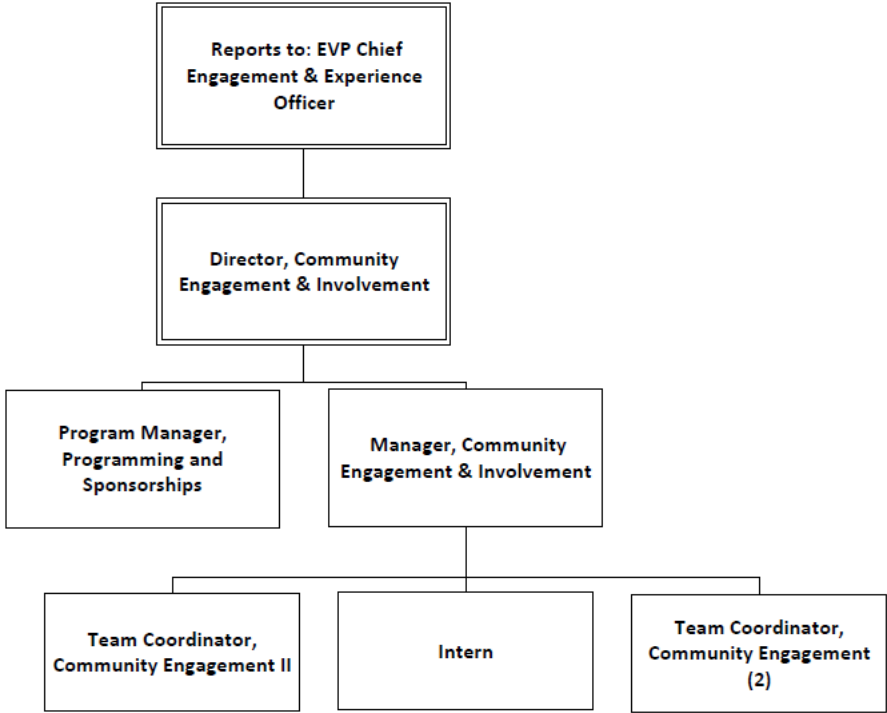 Reports to: EVP Chief
Engagement & Experience
Officer
Director, Community
Engagement & Involvement
Program Manager,
Programming and
Sponsorships
Manager, Community
Engagement & Involvement
Team Coordinator,
Community Engagement II
Intern
Team Coordinator,
Community Engagement
(2)